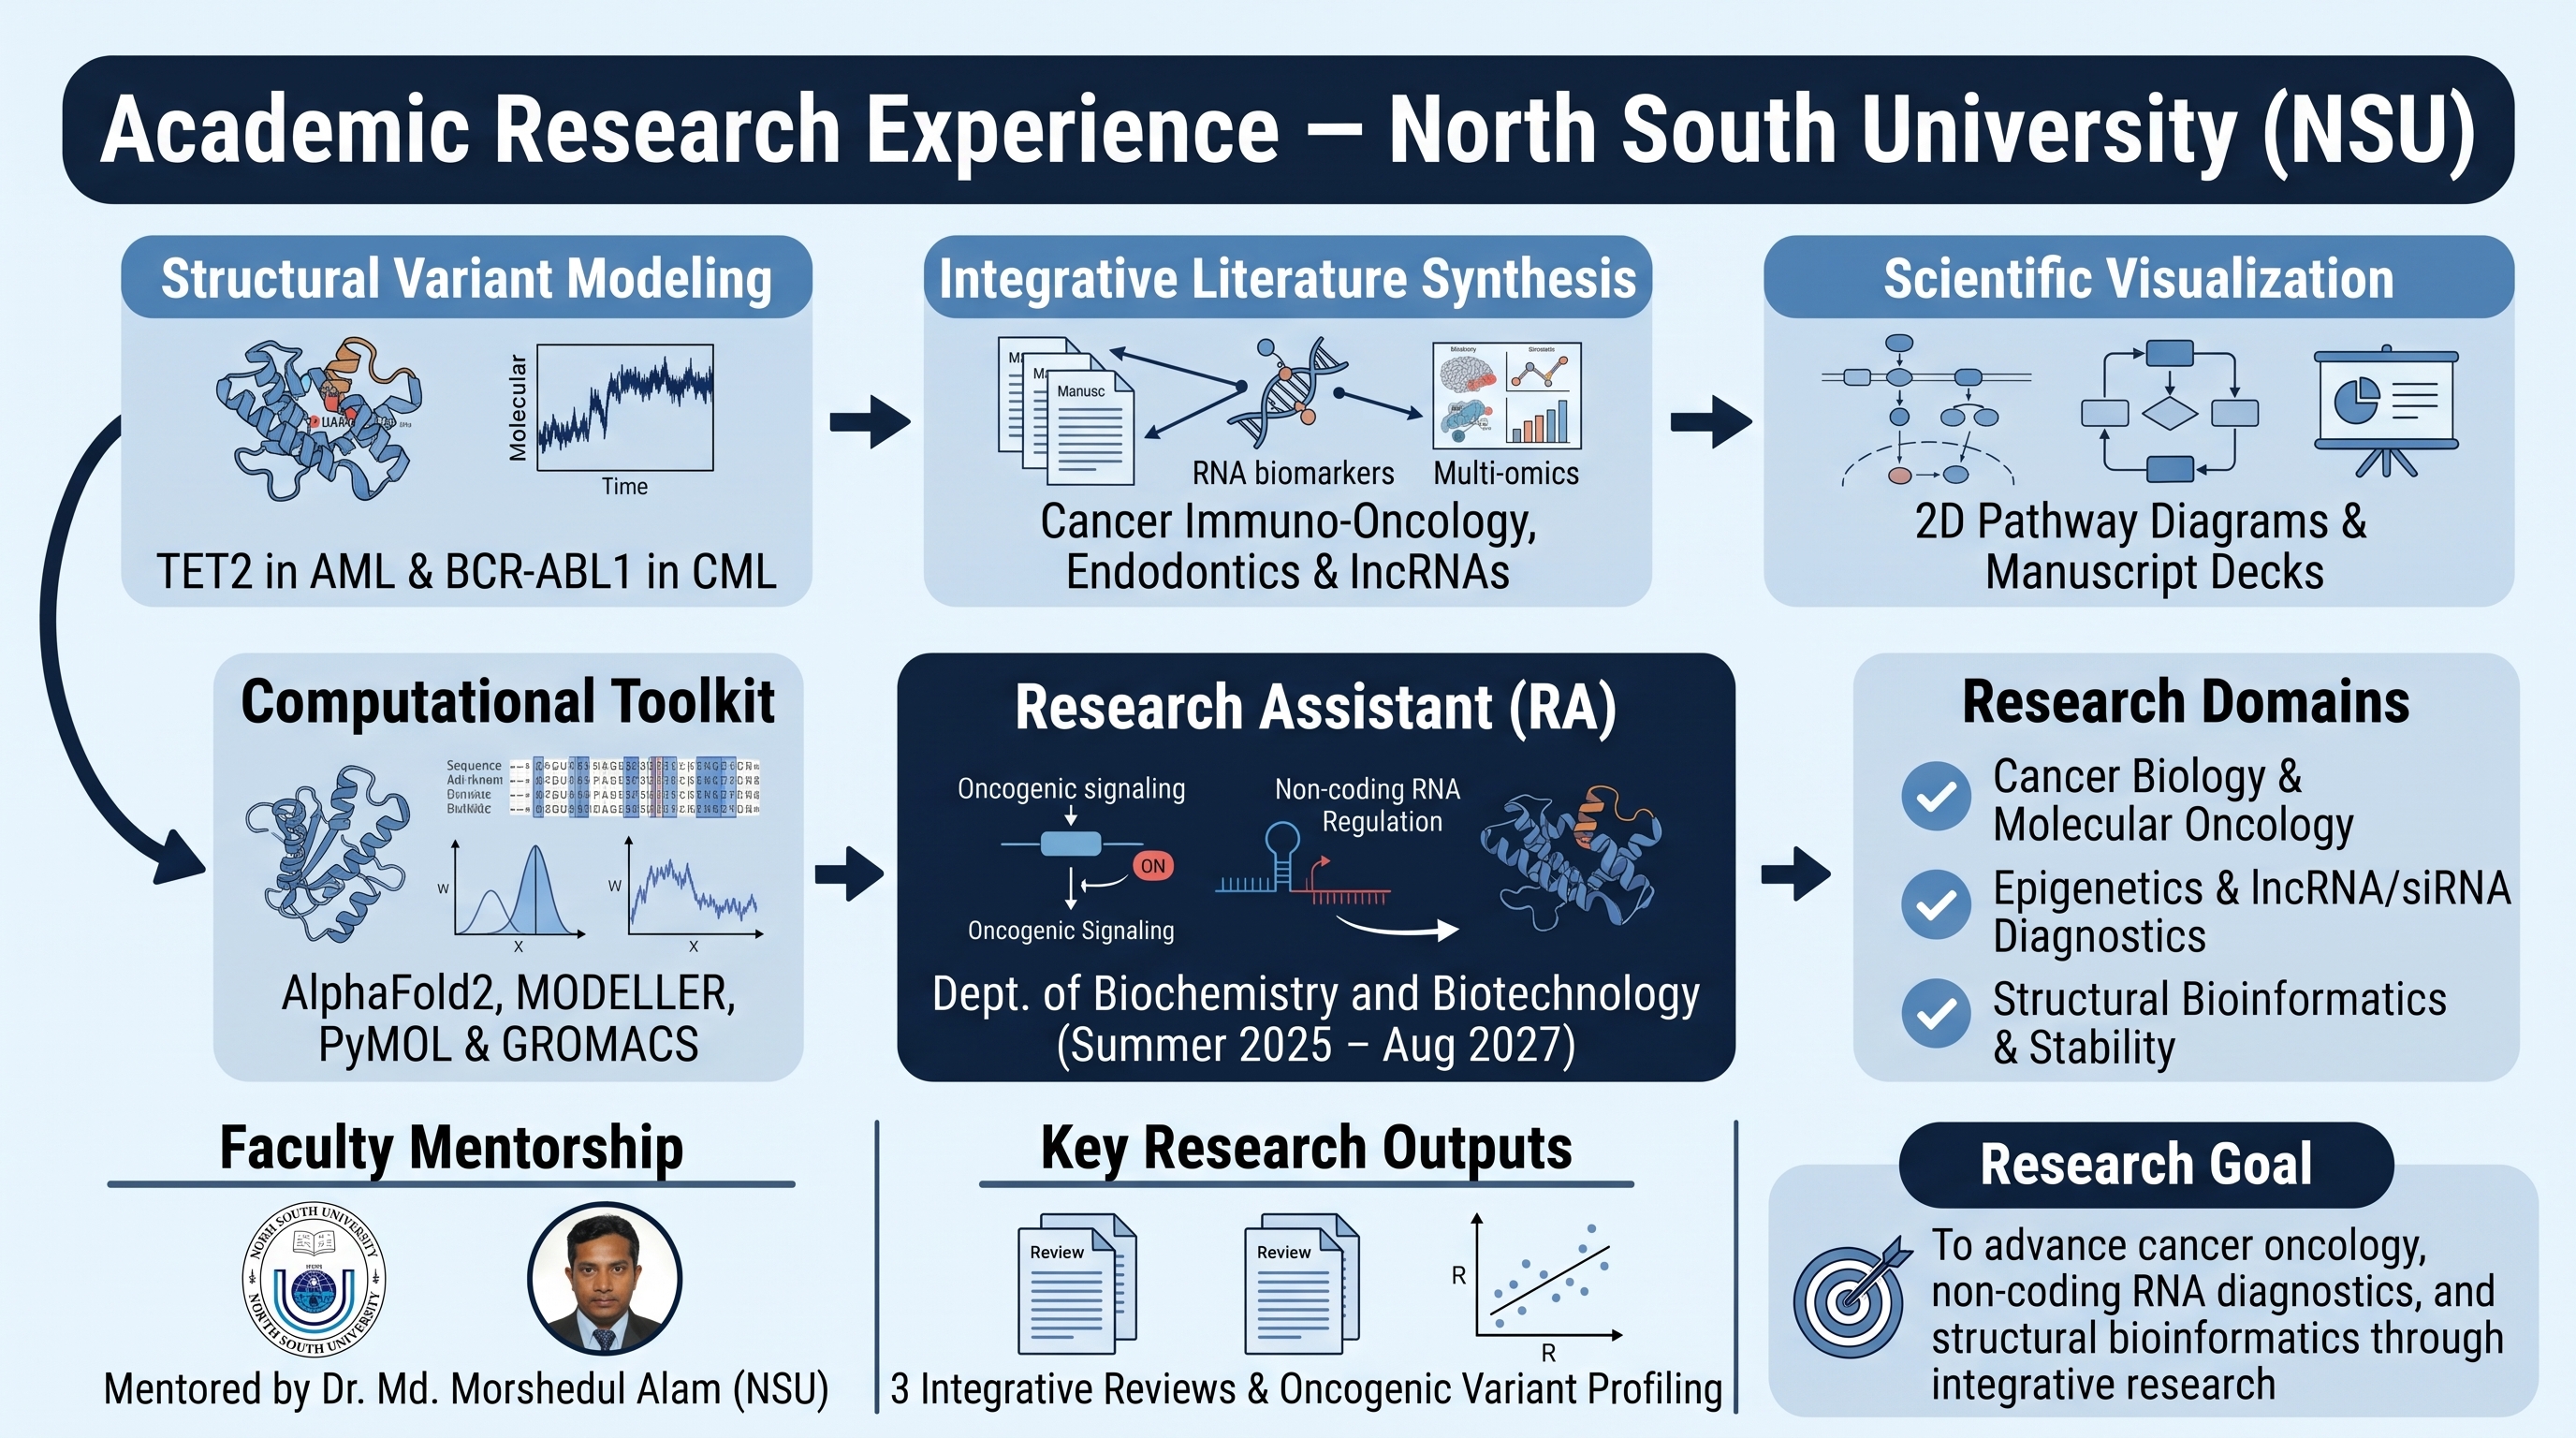 Academic Research Experience — North South University (NSU)
Structural Variant Modeling
Molecular
Time
TET2 in AML & BCR-ABL1 in CML
Integrative Literature Synthesis
Manusc
RNA biomarkers
Multi-omics
Cancer Immuno-Oncology,
Endodontics & lncRNAs
Scientific Visualization
2D Pathway Diagrams &
Manuscript Decks
Computational Toolkit
Sequence
W
X
W
X
AlphaFold2, MODELLER,
PyMOL & GROMACS
Research Assistant (RA)
Oncogenic signaling
ON
Oncogenic Signaling
Non-coding RNA
Regulation
Dept. of Biochemistry and Biotechnology
(Summer 2025 – Aug 2027)
Research Domains
Cancer Biology &
Molecular Oncology
Epigenetics & lncRNA/siRNA
Diagnostics
Structural Bioinformatics
& Stability
Faculty Mentorship
NORTH SOUTH UNIVERSITY
NORTH SOUTH UNIVERSITY
Mentored by Dr. Md. Morshedul Alam (NSU)
Key Research Outputs
Review
Review
R
R
3 Integrative Reviews & Oncogenic Variant Profiling
Research Goal
To advance cancer oncology,
non-coding RNA diagnostics, and
structural bioinformatics through
integrative research